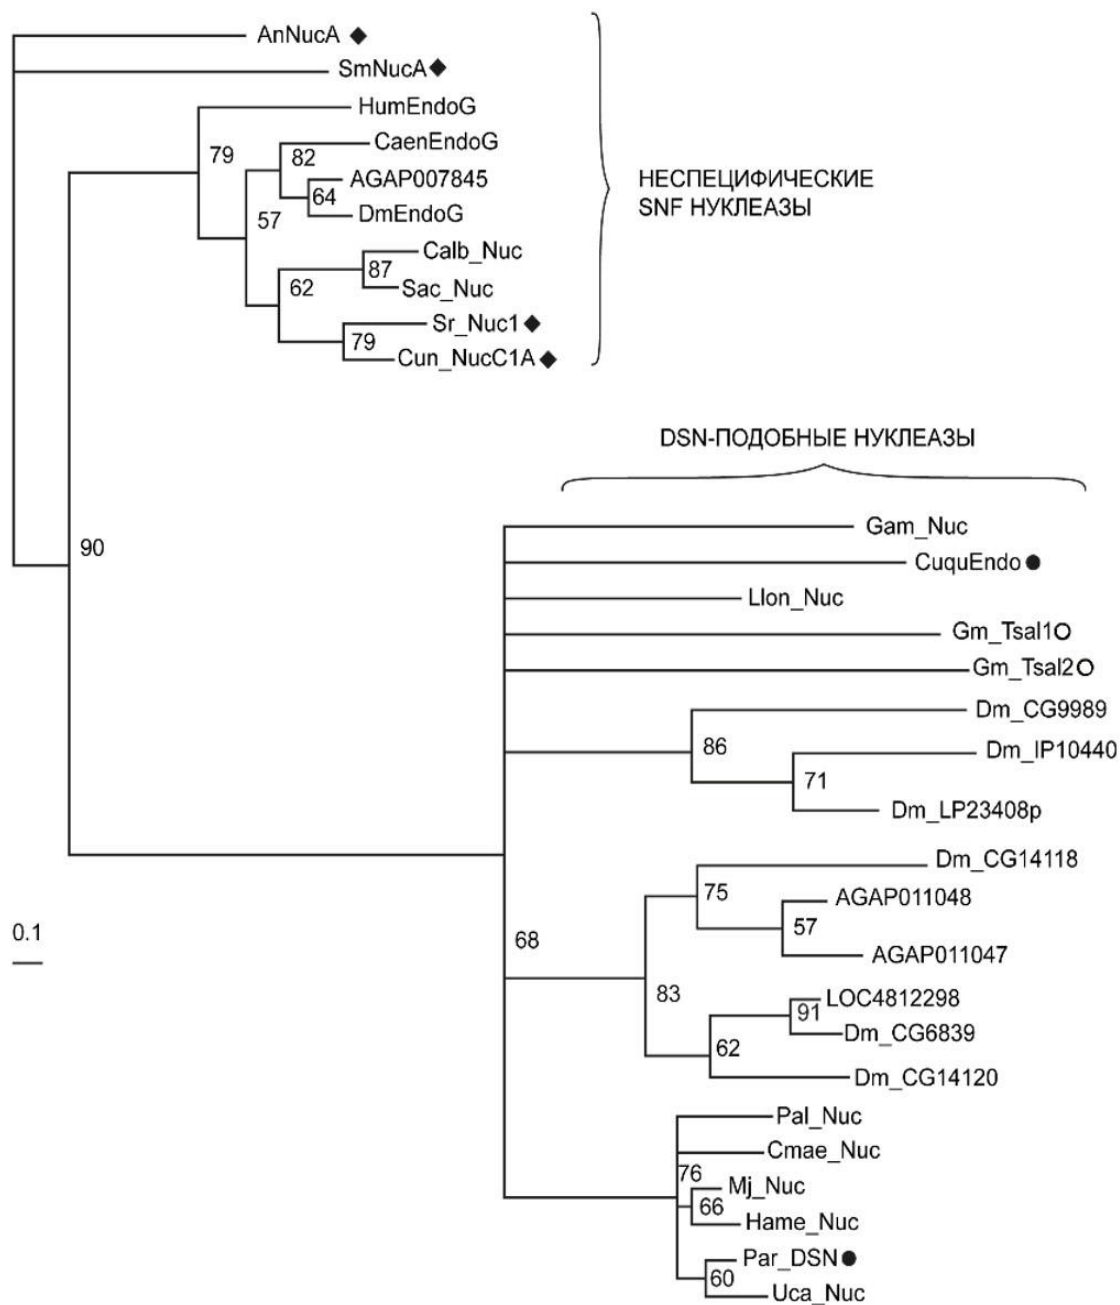 AnNucA
SmNucA
HumEndoG
79
CaenEndoG
82
AGAP007845
64
DmEndoG
57
Calb_Nuc
87
Sac_Nuc
62
Sr_Nuc1
79
Cun_NucC1A
НЕСПЕЦИФИЧЕСКИЕ
SNF НУКЛЕАЗЫ
DSN-ПОДОБНЫЕ НУКЛЕАЗЫ
90
Gam_Nuc
CuquEndo
Llon_Nuc
Gm_Tsal1
Gm_Tsal2
Dm_CG9989
86
Dm_IP10440
71
Dm_LP23408p
Dm_CG14118
75
AGAP011048
57
AGAP011047
0.1
68
83
LOC4812298
91
Dm_CG6839
62
Dm_CG14120
Pal_Nuc
Cmae_Nuc
76
Mj_Nuc
66
Hame_Nuc
Par_DSN
60
Uca_Nuc